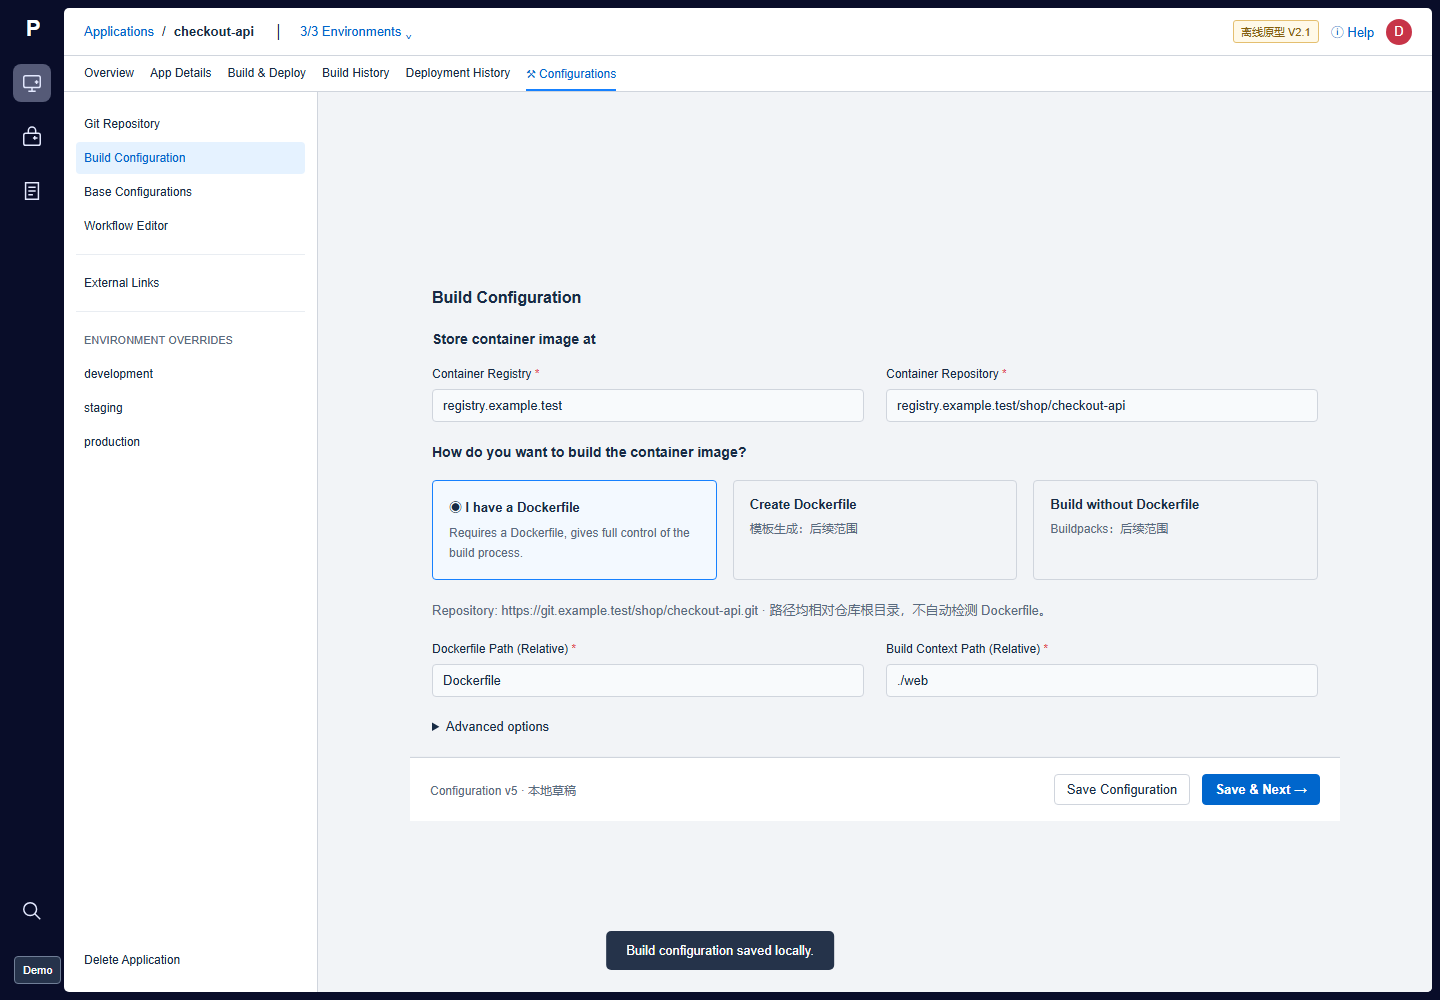 P
Applications / checkout-api | 3/3 Environments
离线原型 V2.1
Help
D
Overview
App Details
Build & Deploy
Build History
Deployment History
Configurations
Git Repository
Build Configuration
Base Configurations
Workflow Editor
External Links
ENVIRONMENT OVERRIDES
development
staging
production
Delete Application
Demo
Build Configuration
Store container image at
Container Registry *
registry.example.test
Container Repository *
registry.example.test/shop/checkout-api
How do you want to build the container image?
I have a Dockerfile
Requires a Dockerfile, gives full control of the
build process.
Create Dockerfile
模板生成：后续范围
Build without Dockerfile
Buildpacks：后续范围
Repository: https://git.example.test/shop/checkout-api.git · 路径均相对仓库根目录，不自动检测 Dockerfile。
Dockerfile Path (Relative) *
Dockerfile
Build Context Path (Relative) *
./web
Advanced options
Configuration v5 · 本地草稿
Save Configuration
Save & Next →
Build configuration saved locally.